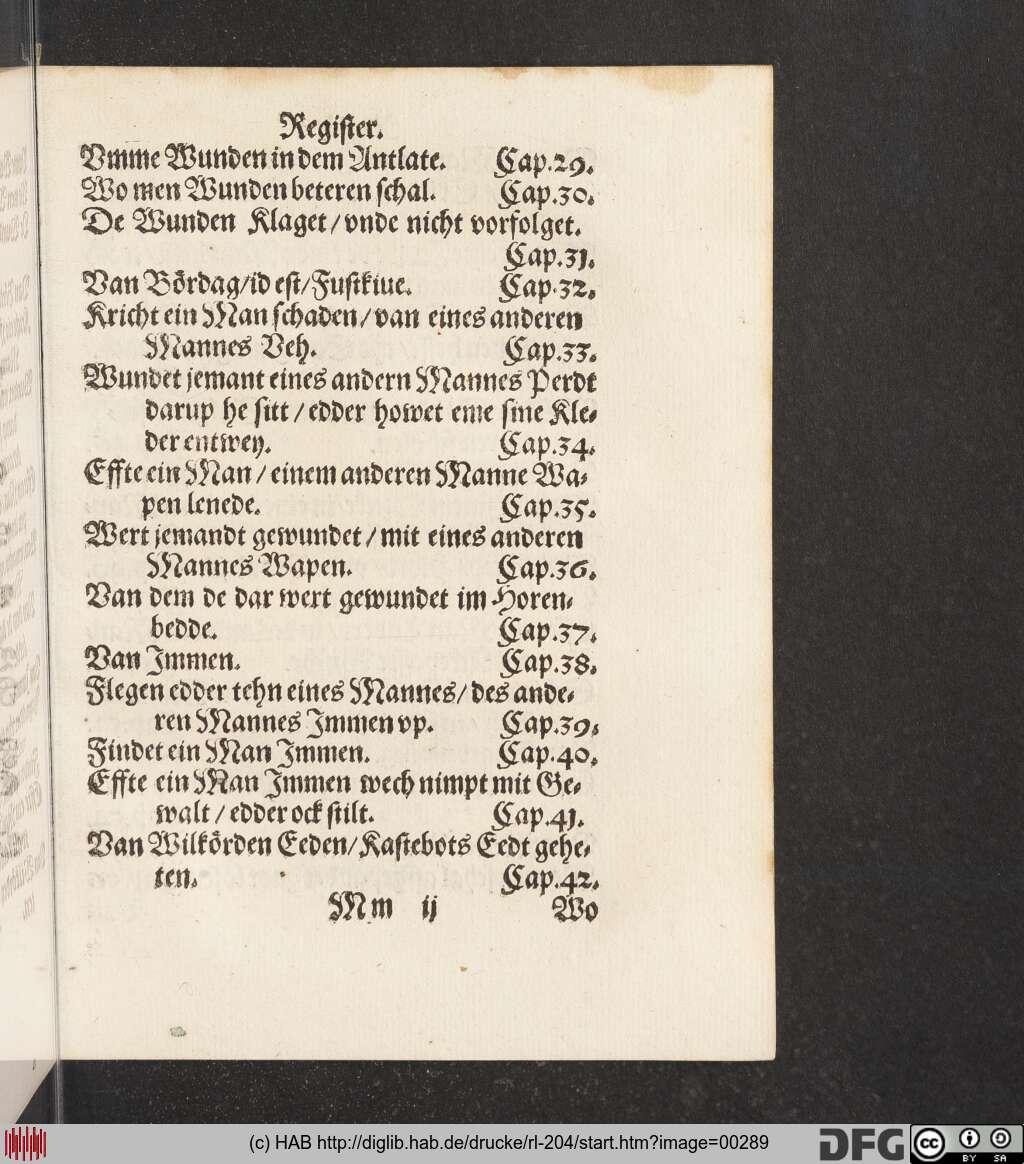 Register.
Vmme Wunden in dem Antlate. Cap.29.
Wo men Wunden beteren schal. Cap.30.
De Wunden Klaget/ vnde nicht vorfolget.
Cap.31.
Van Bördag/id est/Fustkiue. Cap.32.
Kricht ein Man schaden/ van eines anderen
Mannes Veh. Cap.33.
Wundet jemant eines andern Mannes Perdt
darup he sitt / edder howet eme sine Kle-
der entwey. Cap.34.
Effte ein Man / einem anderen Manne Wa-
pen lenede. Cap.35.
Wert jemandt gewundet / mit eines anderen
Mannes Wapen. Cap.36.
Van dem de dar wert gewundet im Horen-
bedde. Cap.37.
Van Immen. Cap.38.
Flegen edder tehn eines Mannes/ des ande-
ren Mannes Immen vp. Cap.39.
Findet ein Man Immen. Cap.40.
Effte ein Man Immen wech nimpt mit Ge-
walt / edder ock stilt. Cap.41.
Van Wilkörden Eeden/ Kastebots Eedt gehe-
ten. Cap.42.
Mm ij Wo
(c) HAB http://diglib.hab.de/drucke/rl-204/start.htm?image=00289
DFG
cc BY SA